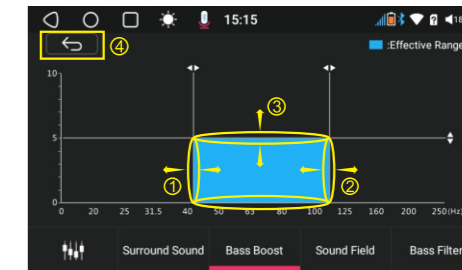 15:15 18
④ :Effective Range
10
③
5
① ②
0
0 20 25 31.5 40 50 63 80 100 125 160 200 250(Hz)
Surround Sound Bass Boost Sound Field Bass Filter